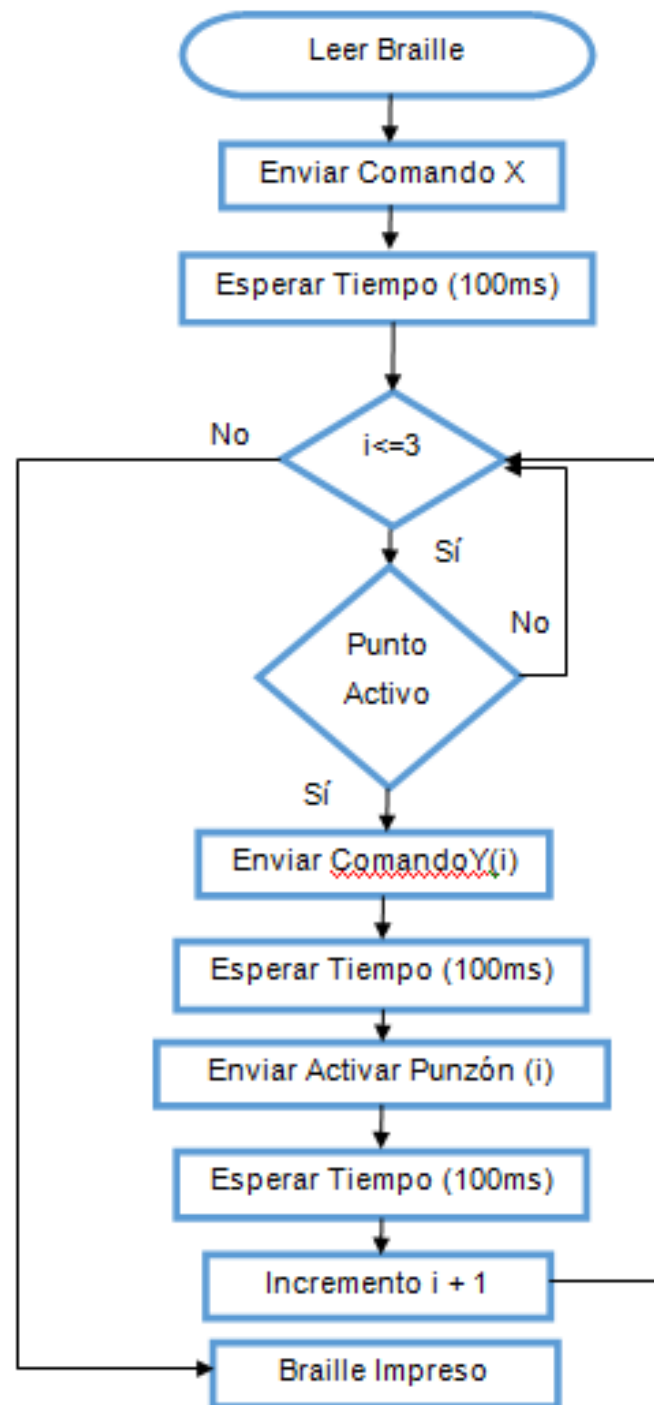 Leer Braille
Enviar Comando X
Esperar Tiempo (100ms)
No
i<=3
Sí
No
Punto
Activo
Sí
Enviar ComandoY(i)
Esperar Tiempo (100ms)
Enviar Activar Punzón (i)
Esperar Tiempo (100ms)
Incremento i + 1
Braille Impreso